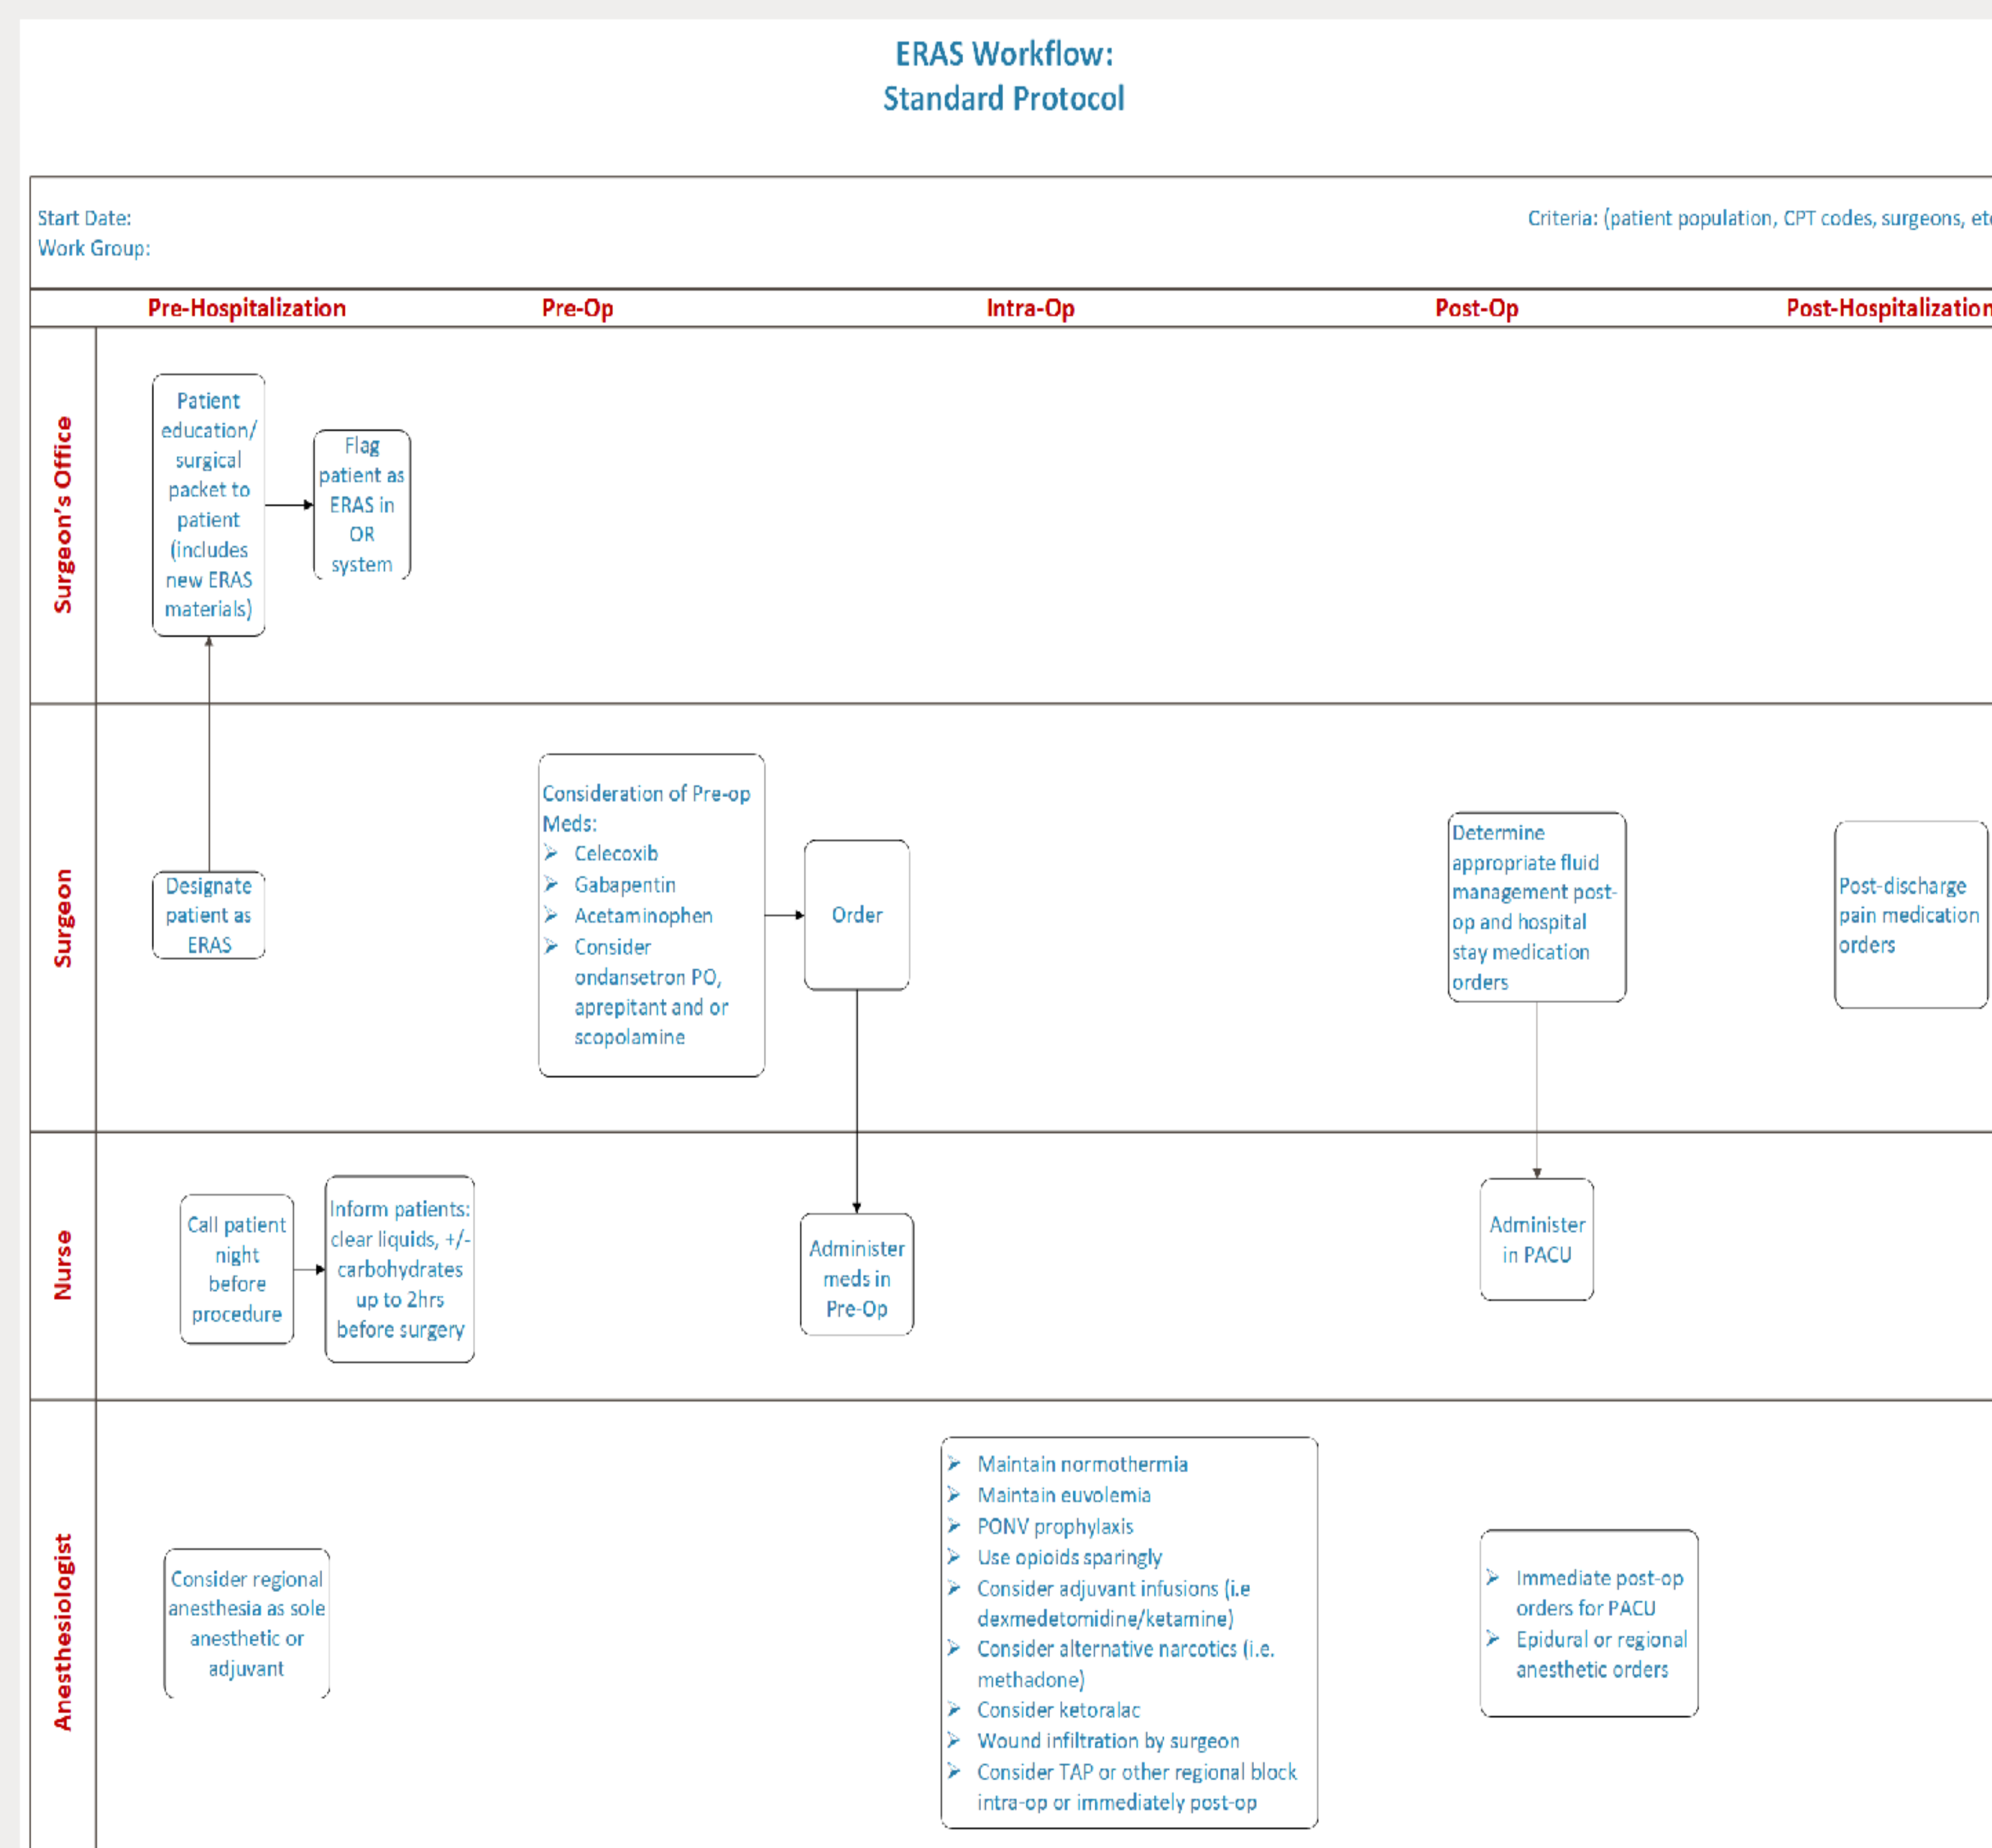 ERAS Workflow:
Standard Protocol
Start Date:
Work Group:
Criteria: (patient population, CPT codes, surgeons, etc
Pre-Hospitalization
Pre-Op
Intra-Op
Post-Op
Post-Hospitalization
Surgeon's Office
Patient
education/
surgical
packet to
patient
(includes
new ERAS
materials)
Flag
patient as
ERAS in
OR
system
Surgeon
Designate
patient as
ERAS
Consideration of Pre-op
Meds:
➢ Celecoxib
➢ Gabapentin
➢ Acetaminophen
➢ Consider
ondansetron PO,
aprepitant and or
scopolamine
Order
Determine
appropriate fluid
management post-
op and hospital
stay medication
orders
Post-discharge
pain medication
orders
Nurse
Call patient
night
before
procedure
Inform patients:
clear liquids, +/-
carbohydrates
up to 2hrs
before surgery
Administer
meds in
Pre-Op
Administer
in PACU
Anesthesiologist
Consider regional
anesthesia as sole
anesthetic or
adjuvant
➢ Maintain normothermia
➢ Maintain euvolemia
➢ PONV prophylaxis
➢ Use opioids sparingly
➢ Consider adjuvant infusions (i.e
dexmedetomidine/ketamine)
➢ Consider alternative narcotics (i.e.
methadone)
➢ Consider ketoralac
➢ Wound infiltration by surgeon
➢ Consider TAP or other regional block
intra-op or immediately post-op
➢ Immediate post-op
orders for PACU
➢ Epidural or regional
anesthetic orders